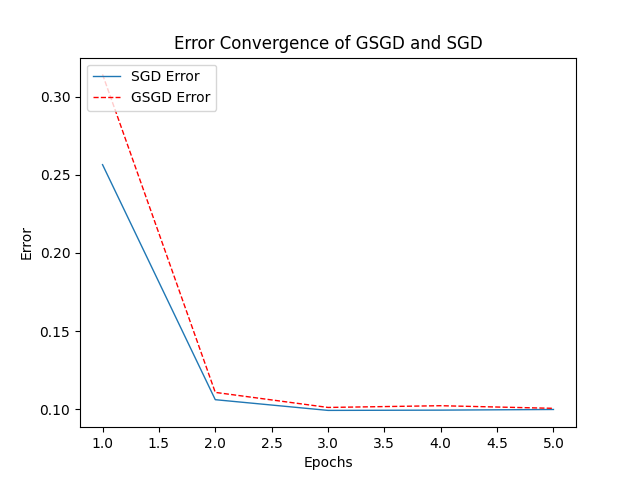 Error Convergence of GSGD and SGD
SGD Error
GSGD Error
0.30
0.25
0.20
0.15
0.10
Error
1.0 1.5 2.0 2.5 3.0 3.5 4.0 4.5 5.0
Epochs